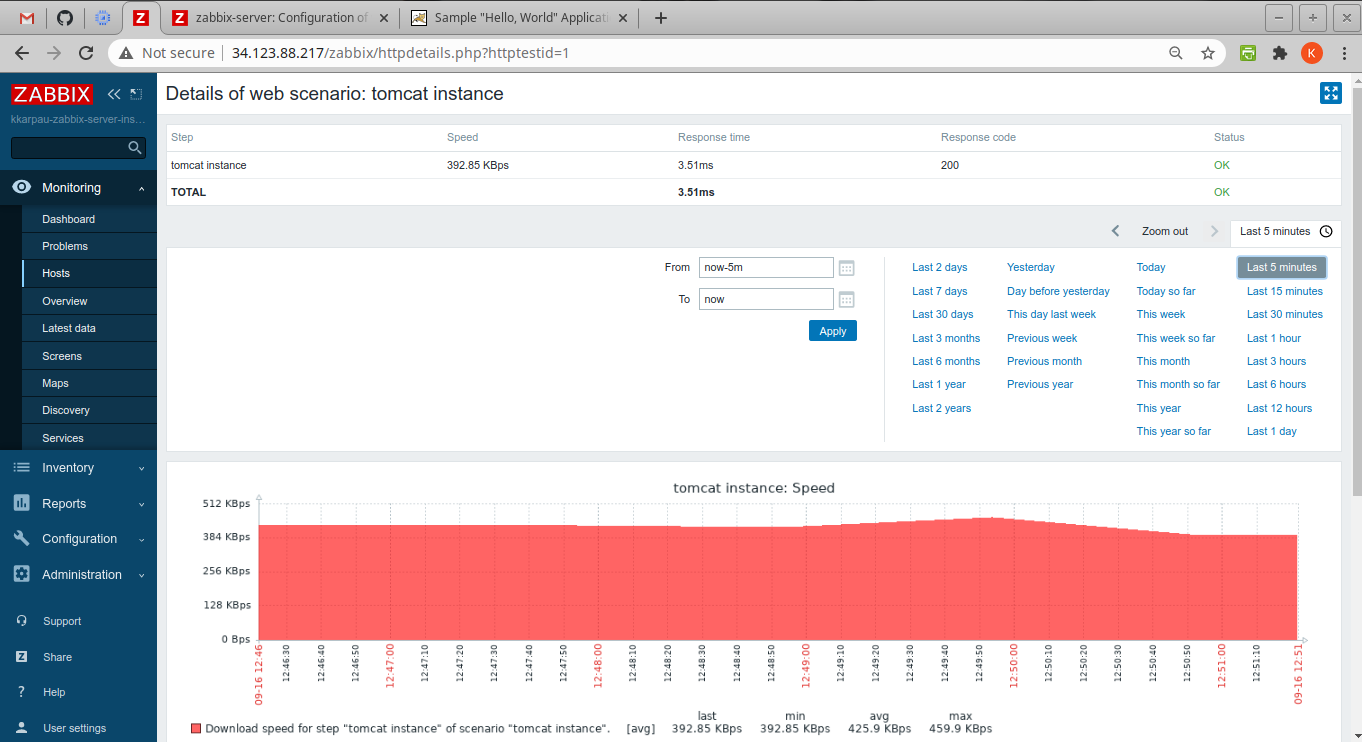 zabbix-server: Configuration of
Sample "Hello, World" Applicati
Not secure 34.123.88.217/zabbix/httpdetails.php?httptestid=1
K
ZABBIX
kkarpau-zabbix-server-ins...
Monitoring
Dashboard
Problems
Hosts
Overview
Latest data
Screens
Maps
Discovery
Services
Inventory
Reports
Configuration
Administration
Support
Share
Help
User settings
Details of web scenario: tomcat instance
Step Speed Response time Response code Status
tomcat instance 392.85 KBps 3.51ms 200 OK
TOTAL 3.51ms OK
Zoom out Last 5 minutes
From now-5m
To now
Apply
Last 2 days Yesterday Today Last 5 minutes
Last 7 days Day before yesterday Today so far Last 15 minutes
Last 30 days This day last week This week Last 30 minutes
Last 3 months Previous week This week so far Last 1 hour
Last 6 months Previous month This month Last 3 hours
Last 1 year Previous year This month so far Last 6 hours
Last 2 years This year Last 12 hours
This year so far Last 1 day
tomcat instance: Speed
512 KBps
384 KBps
256 KBps
128 KBps
0 Bps
09-16 12:46 12:46:30 12:46:40 12:46:50 12:47:00 12:47:10 12:47:20 12:47:30 12:47:40 12:47:50 12:48:00 12:48:10 12:48:20 12:48:30 12:48:40 12:48:50 12:49:00 12:49:10 12:49:20 12:49:30 12:49:40 12:49:50 12:50:00 12:50:10 12:50:20 12:50:30 12:50:40 12:50:50 12:51:00 12:51:10 09-16 12:51
last min avg max
Download speed for step "tomcat instance" of scenario "tomcat instance". [avg] 392.85 KBps 392.85 KBps 425.9 KBps 459.9 KBps